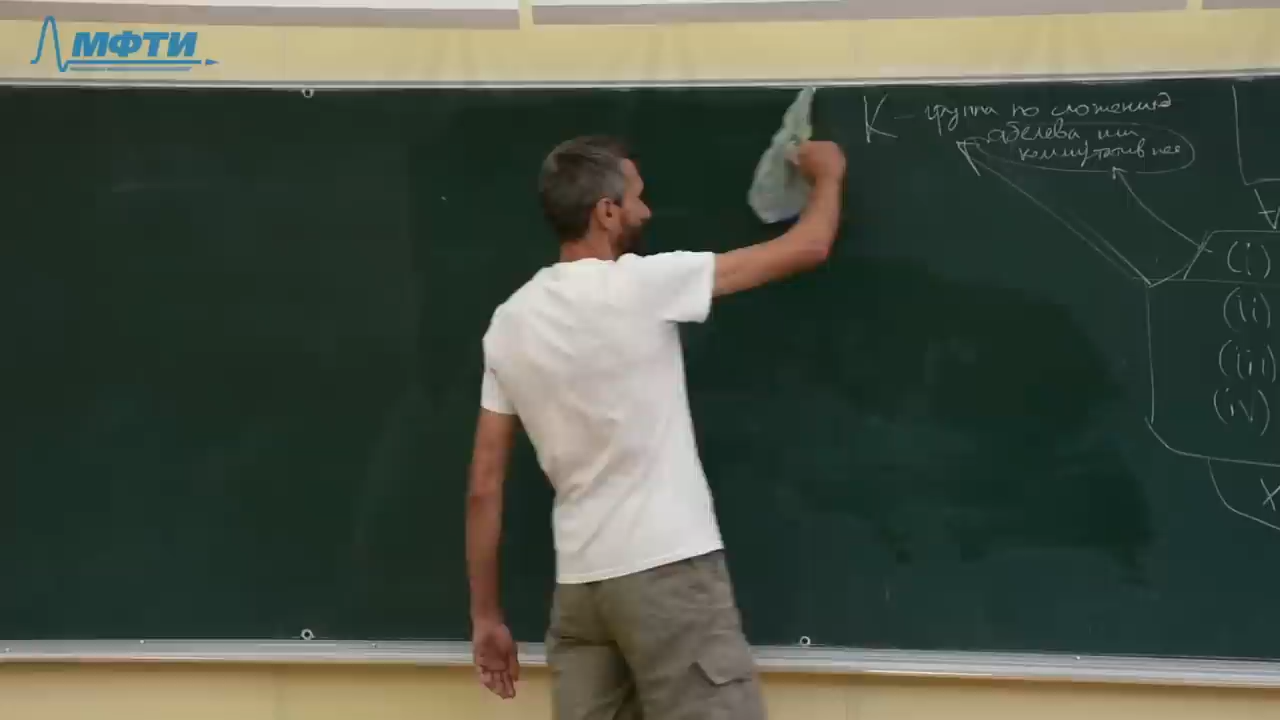 МФТИ
K – группа по сложению
абелева или
коммутативная
(i)
(ii)
(iii)
(iv)